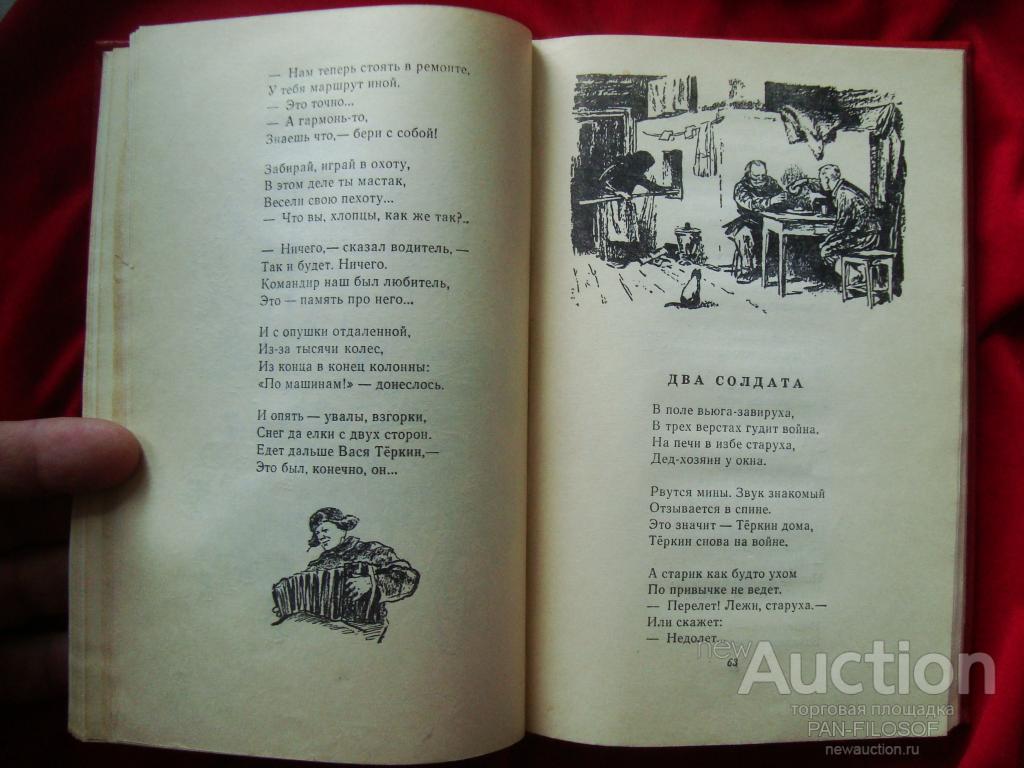 — Нам теперь стоять в ремонте,
У тебя маршрут иной.
— Это точно...
— А гармонь-то,
Знаешь что,— бери с собой!
Забирай, играй в охоту,
В этом деле ты мастак,
Весели свою пехоту...
— Что вы, хлопцы, как же так?..
— Ничего,— сказал водитель,—
Так и будет. Ничего.
Командир наш был любитель,
Это — память про него...
И с опушки отдаленной,
Из-за тысячи колес,
Из конца в конец колонны:
«По машинам!» — донеслось.
И опять — увалы, взгорки,
Снег да елки с двух сторон.
Едет дальше Вася Тёркин,—
Это был, конечно, он...
ДВА СОЛДАТА
В поле вьюга-завируха,
В трех верстах гудит война.
На печи в избе старуха,
Дед-хозяин у окна.
Рвутся мины. Звук знакомый
Отзывается в спине.
Это значит — Тёркин дома,
Тёркин снова на войне.
А старик как будто ухом
По привычке не ведет.
— Перелет! Лежи, старуха.—
Или скажет:
— Недолет...
63
newAuction
торговая площадка
PAN-FILOSOF
newauction.ru